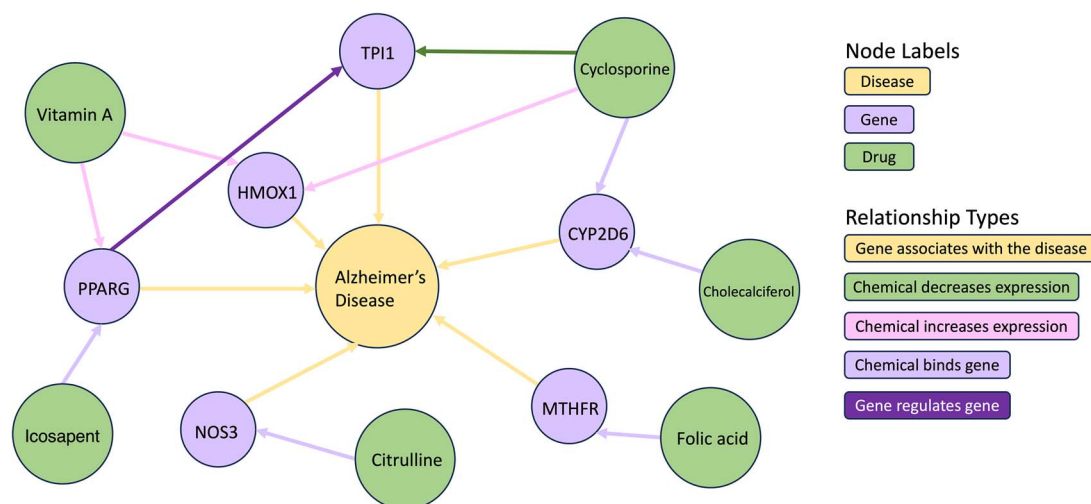 TPI1
Cyclosporine
Vitamin A
HMOX1
CYP2D6
PPARG
Alzheimer's
Disease
Cholecalciferol
Icosapent
NOS3
Citrulline
MTHFR
Folic acid
Node Labels
Disease
Gene
Drug
Relationship Types
Gene associates with the disease
Chemical decreases expression
Chemical increases expression
Chemical binds gene
Gene regulates gene